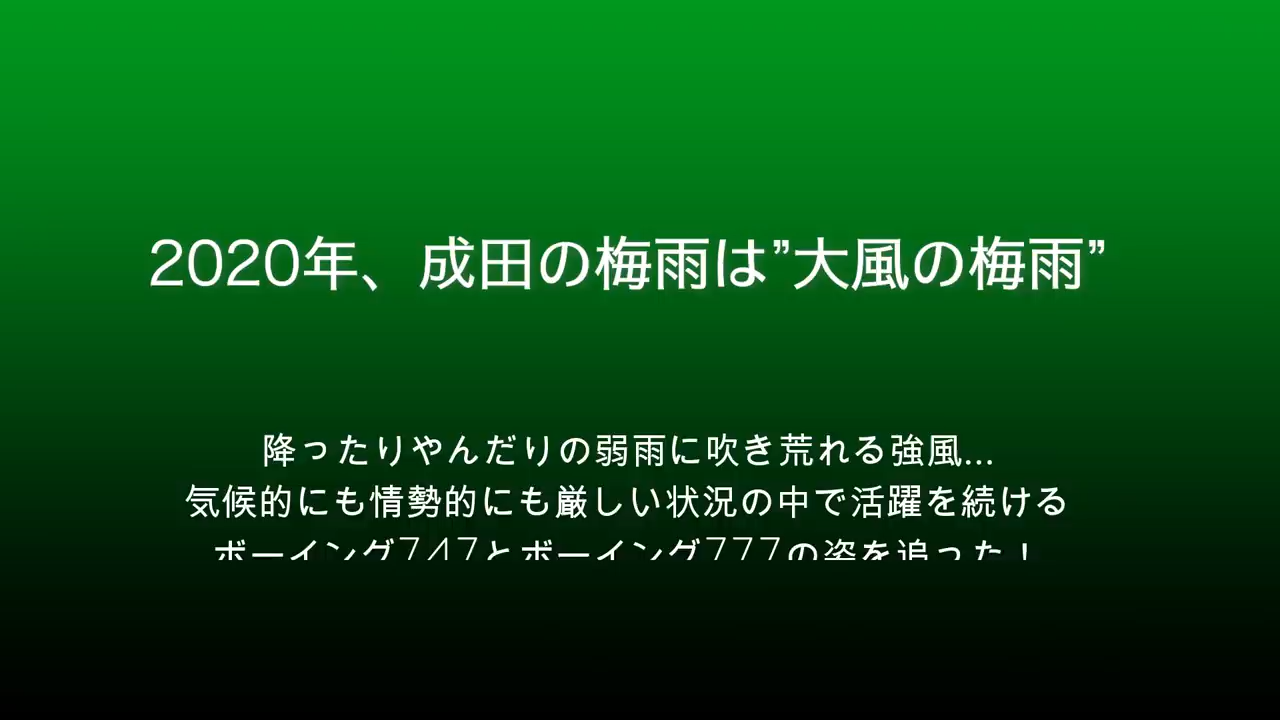 2020年、成田の梅雨は”大風の梅雨”
降ったりやんだりの弱雨に吹き荒れる強風...
気候的にも情勢的にも厳しい状況の中で活躍を続ける
ボーイング747とボーイング777の姿を追った！